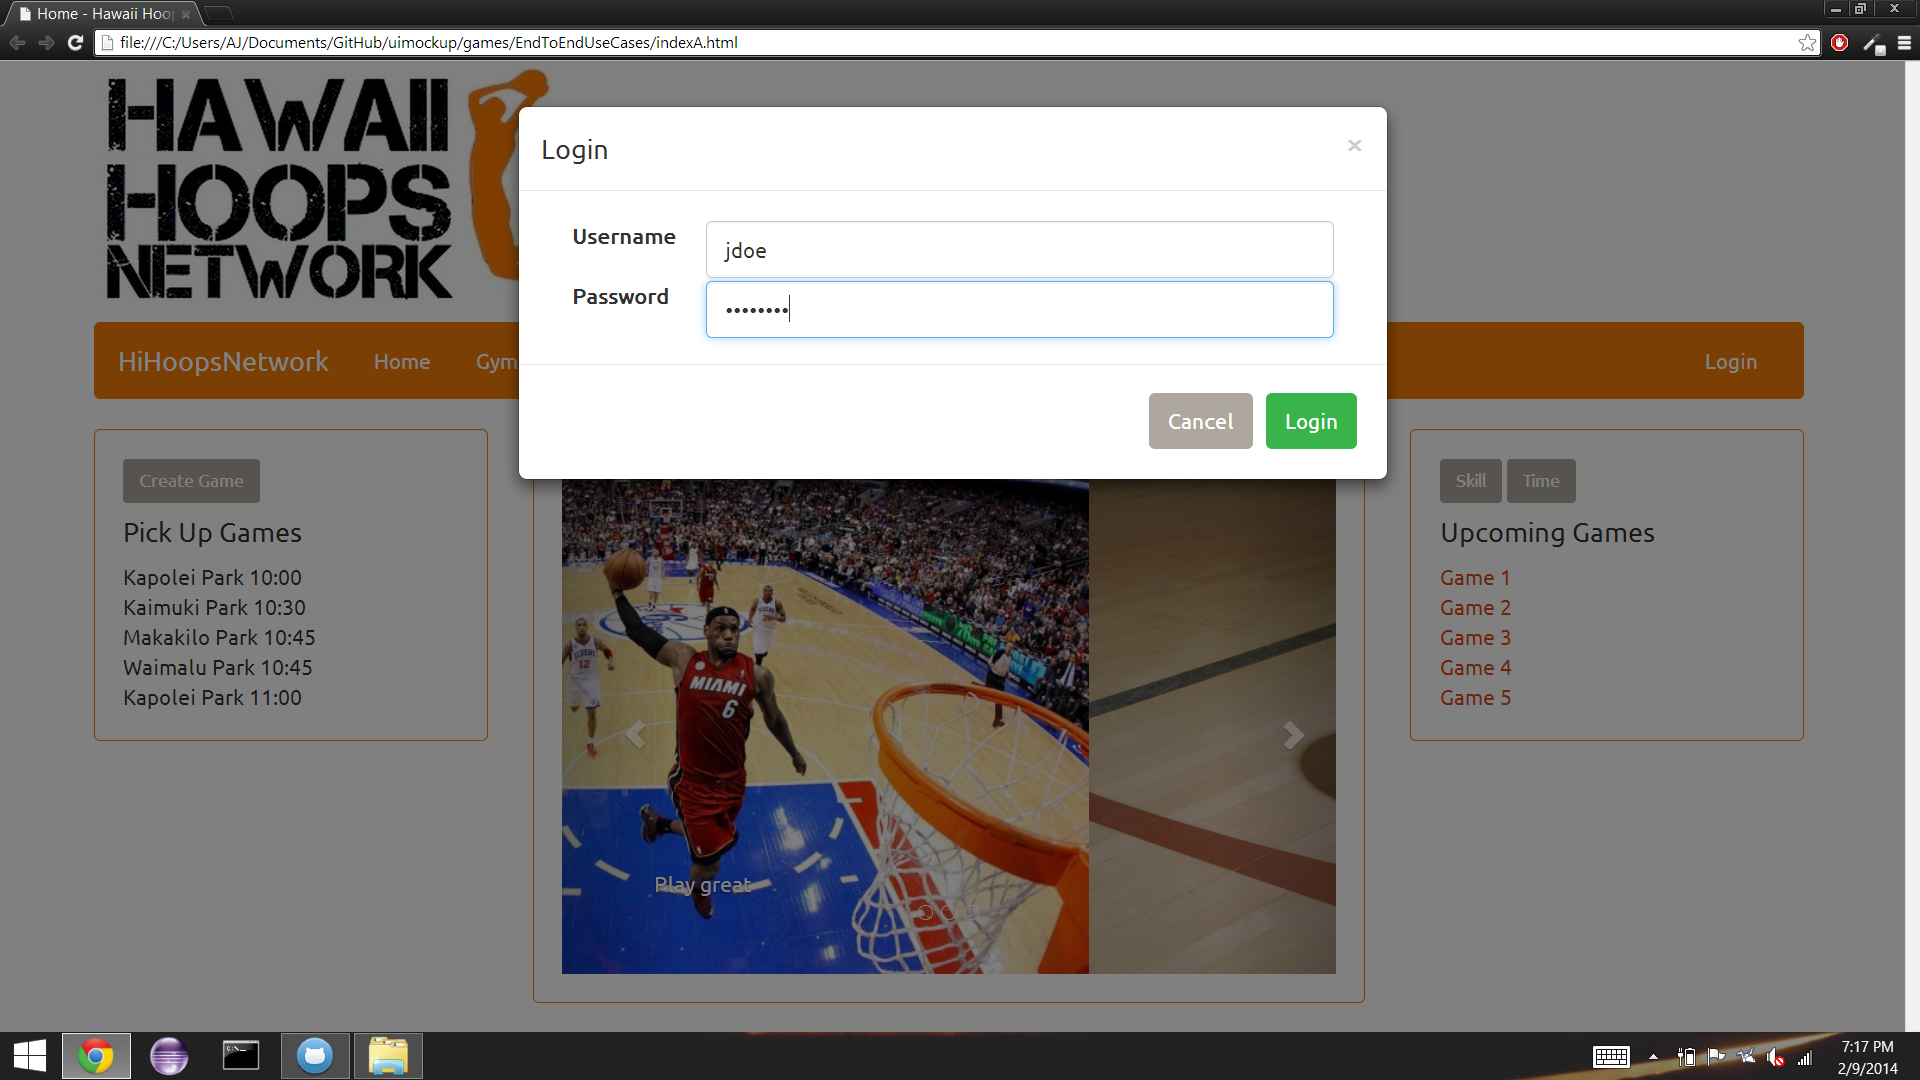 Home - Hawaii Hoo
file:///C:/Users/AJ/Documents/GitHub/uimockup/games/EndToEndUseCases/indexA.html
HAWAII
HOOPS
NETWORK
Login
×
Username
jdoe
Password
••••••••
Cancel
Login
HiHoopsNetwork
Home
Gym
Login
Create Game
Pick Up Games
Kapolei Park 10:00
Kaimuki Park 10:30
Makakilo Park 10:45
Waimalu Park 10:45
Kapolei Park 11:00
MIAMI
6
12
Play great
Skill
Time
Upcoming Games
Game 1
Game 2
Game 3
Game 4
Game 5
7:17 PM
2/9/2014